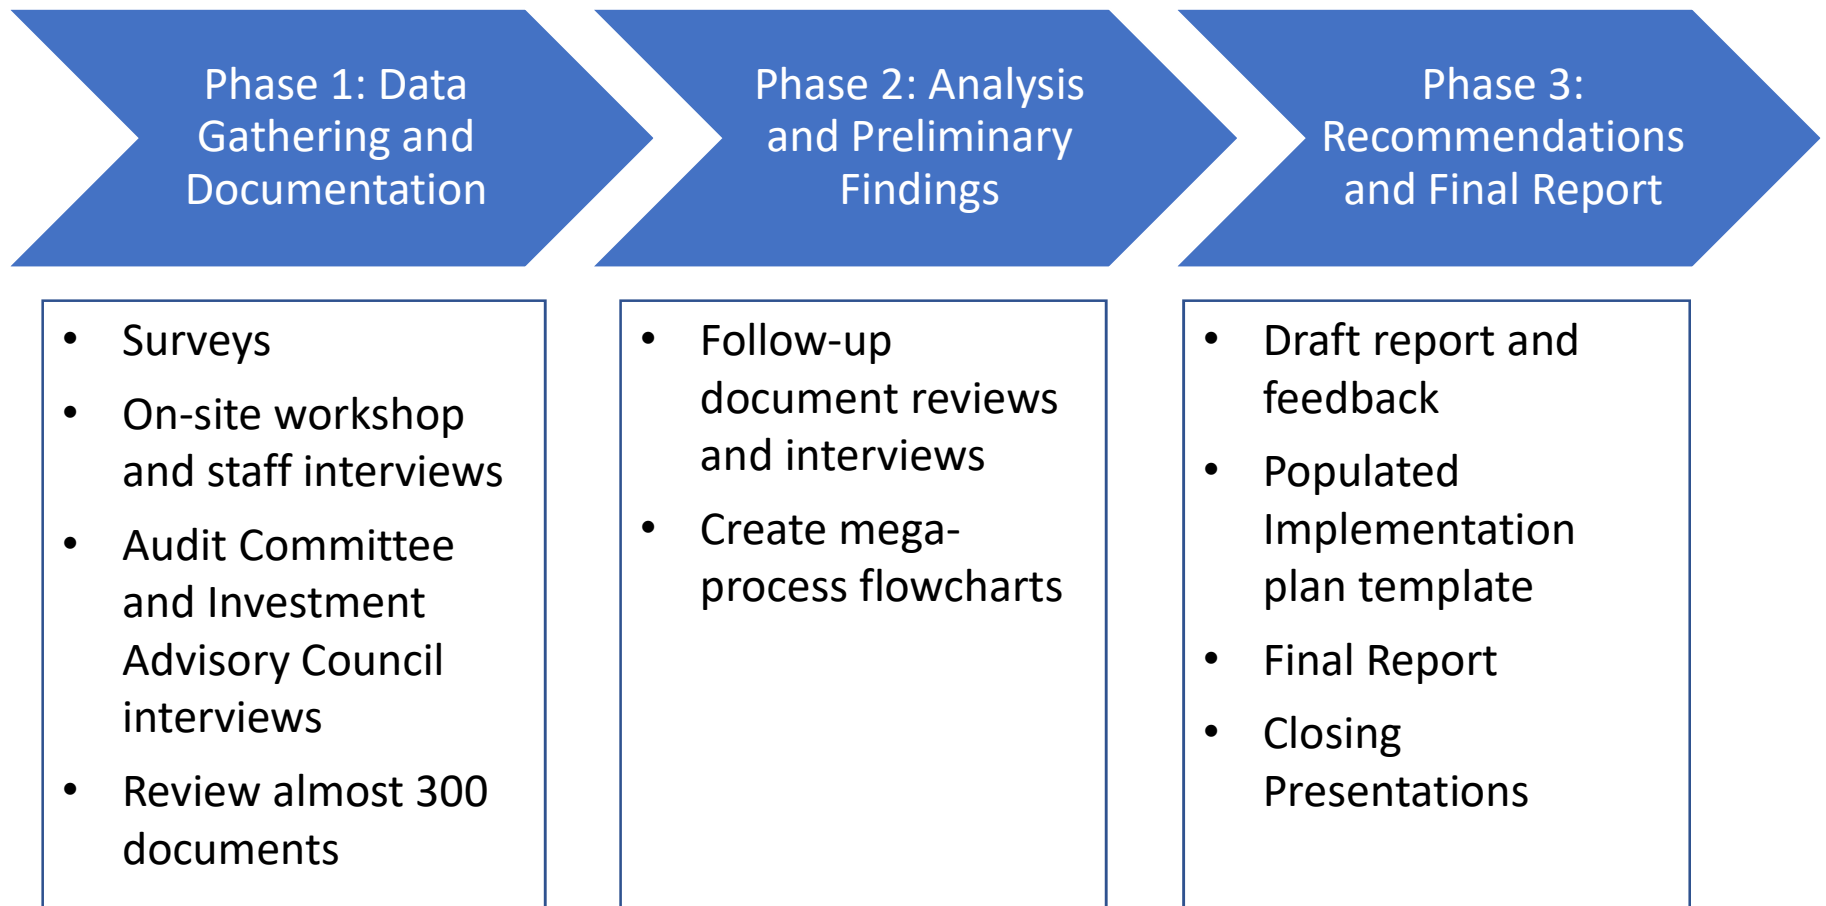 Phase 1: Data
Gathering and
Documentation
Phase 2: Analysis
and Preliminary
Findings
Phase 3:
Recommendations
and Final Report
• Surveys
• On-site workshop
and staff interviews
• Audit Committee
and Investment
Advisory Council
interviews
• Review almost 300
documents
• Follow-up
document reviews
and interviews
• Create mega-
process flowcharts
• Draft report and
feedback
• Populated
Implementation
plan template
• Final Report
• Closing
Presentations